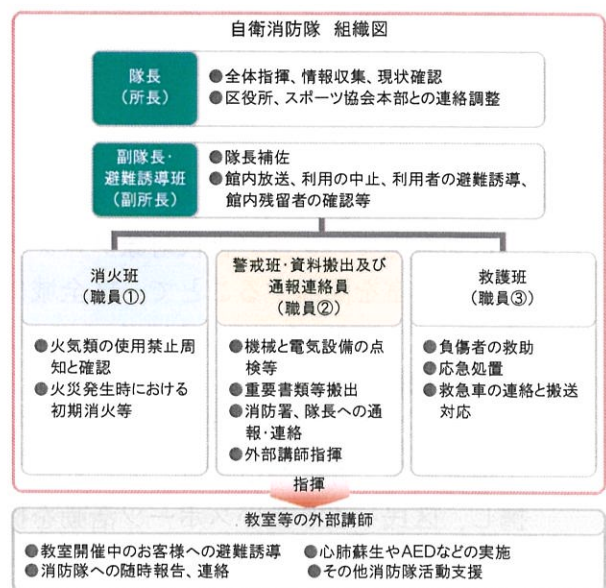 自衛消防隊 組織図
隊長
(所長)
●全体指揮、情報収集、現状確認
●区役所、スポーツ協会本部との連絡調整
副隊長・
避難誘導班
(副所長)
●隊長補佐
●館内放送、利用の中止、利用者の避難誘導、
館内残留者の確認等
消火班
(職員①)
●火気類の使用禁止周
知と確認
●火災発生時における
初期消火等
警戒班・資料搬出及び
通報連絡員
(職員②)
●機械と電気設備の点
検等
●重要書類等搬出
●消防署、隊長への通
報・連絡
●外部講師指揮
救護班
(職員③)
●負傷者の救助
●応急処置
●救急車の連絡と搬送
対応
指揮
教室等の外部講師
●教室開催中のお客様への避難誘導
●消防隊への随時報告、連絡
●心肺蘇生やAEDなどの実施
●その他消防隊活動支援